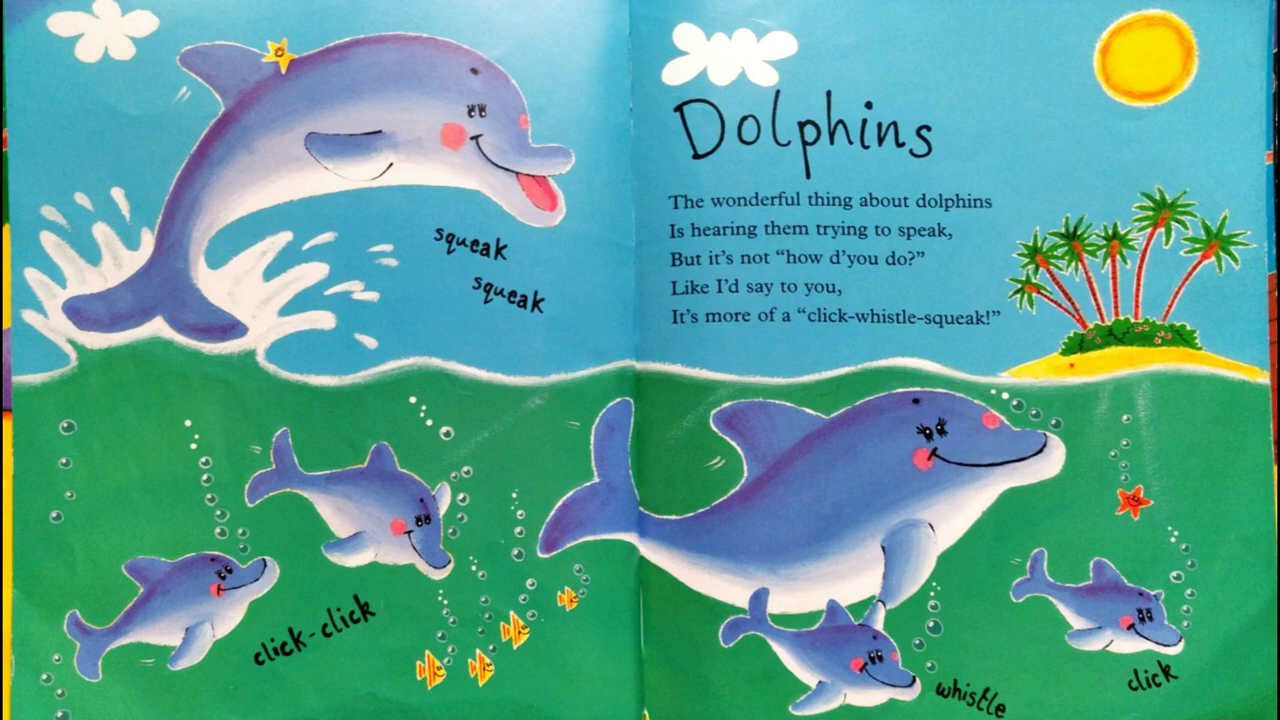 Dolphins
The wonderful thing about dolphins
Is hearing them trying to speak,
But it's not “how d'you do?”
Like I'd say to you,
It's more of a “click-whistle-squeak!”
squeak
squeak
click-click
whistle
click